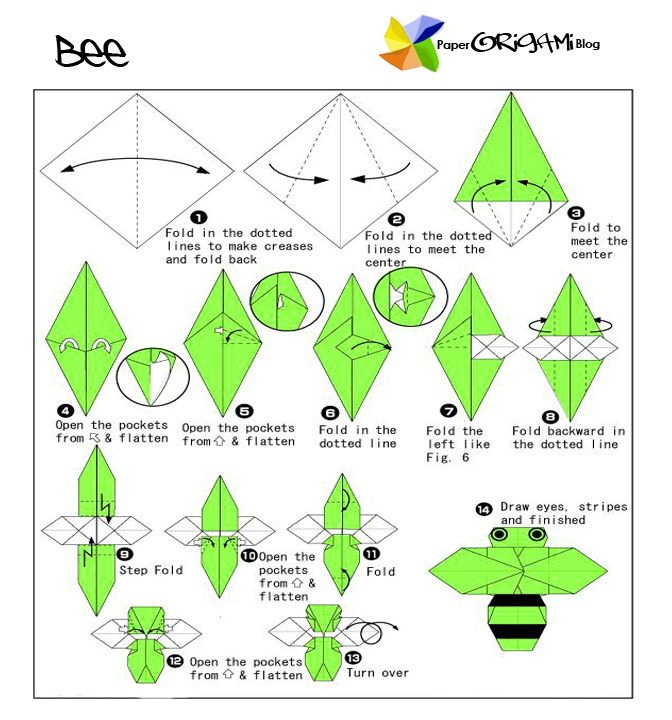 Bee
Paper ORiGAMi Blog
1
Fold in the dotted
lines to make creases
and fold back
2
Fold in the dotted
lines to meet the
center
3
Fold to
meet the
center
4
Open the pockets
from & flatten
5
Open the pockets
from ⇧ & flatten
6
Fold in the
dotted line
7
Fold the
left like
Fig. 6
8
Fold backward in
the dotted line
9
Step Fold
10
Open the
pockets
from ⇧ &
flatten
11
Fold
12
Open the pockets
from ⇧ & flatten
13
Turn over
14
Draw eyes, stripes
and finished